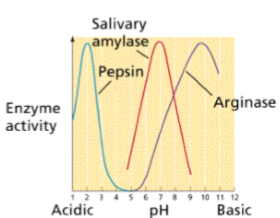 Salivary
amylase
Pepsin
Arginase
Enzyme
activity
1 2 3 4 5 6 7 8 9 10 11 12
Acidic pH Basic